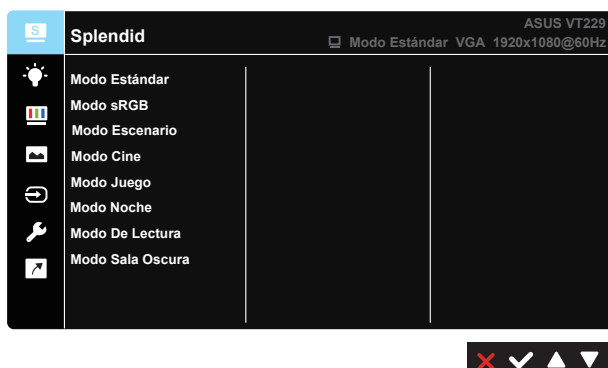 S
Splendid
ASUS VT229
Modo Estándar VGA 1920x1080@60Hz
Modo Estándar
Modo sRGB
Modo Escenario
Modo Cine
Modo Juego
Modo Noche
Modo De Lectura
Modo Sala Oscura